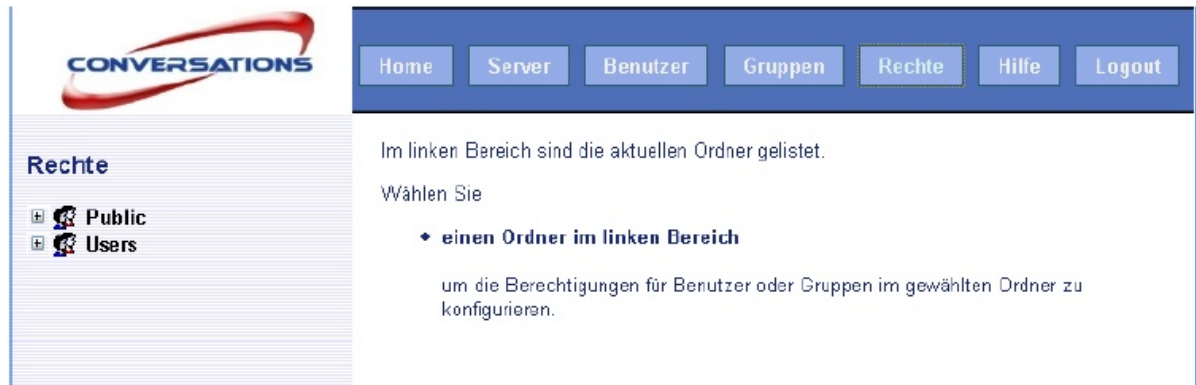 CONVERSATIONS
Home Server Benutzer Gruppen Rechte Hilfe Logout
Rechte
Public
Users
Im linken Bereich sind die aktuellen Ordner gelistet.
Wählen Sie
einen Ordner im linken Bereich
um die Berechtigungen für Benutzer oder Gruppen im gewählten Ordner zu
konfigurieren.